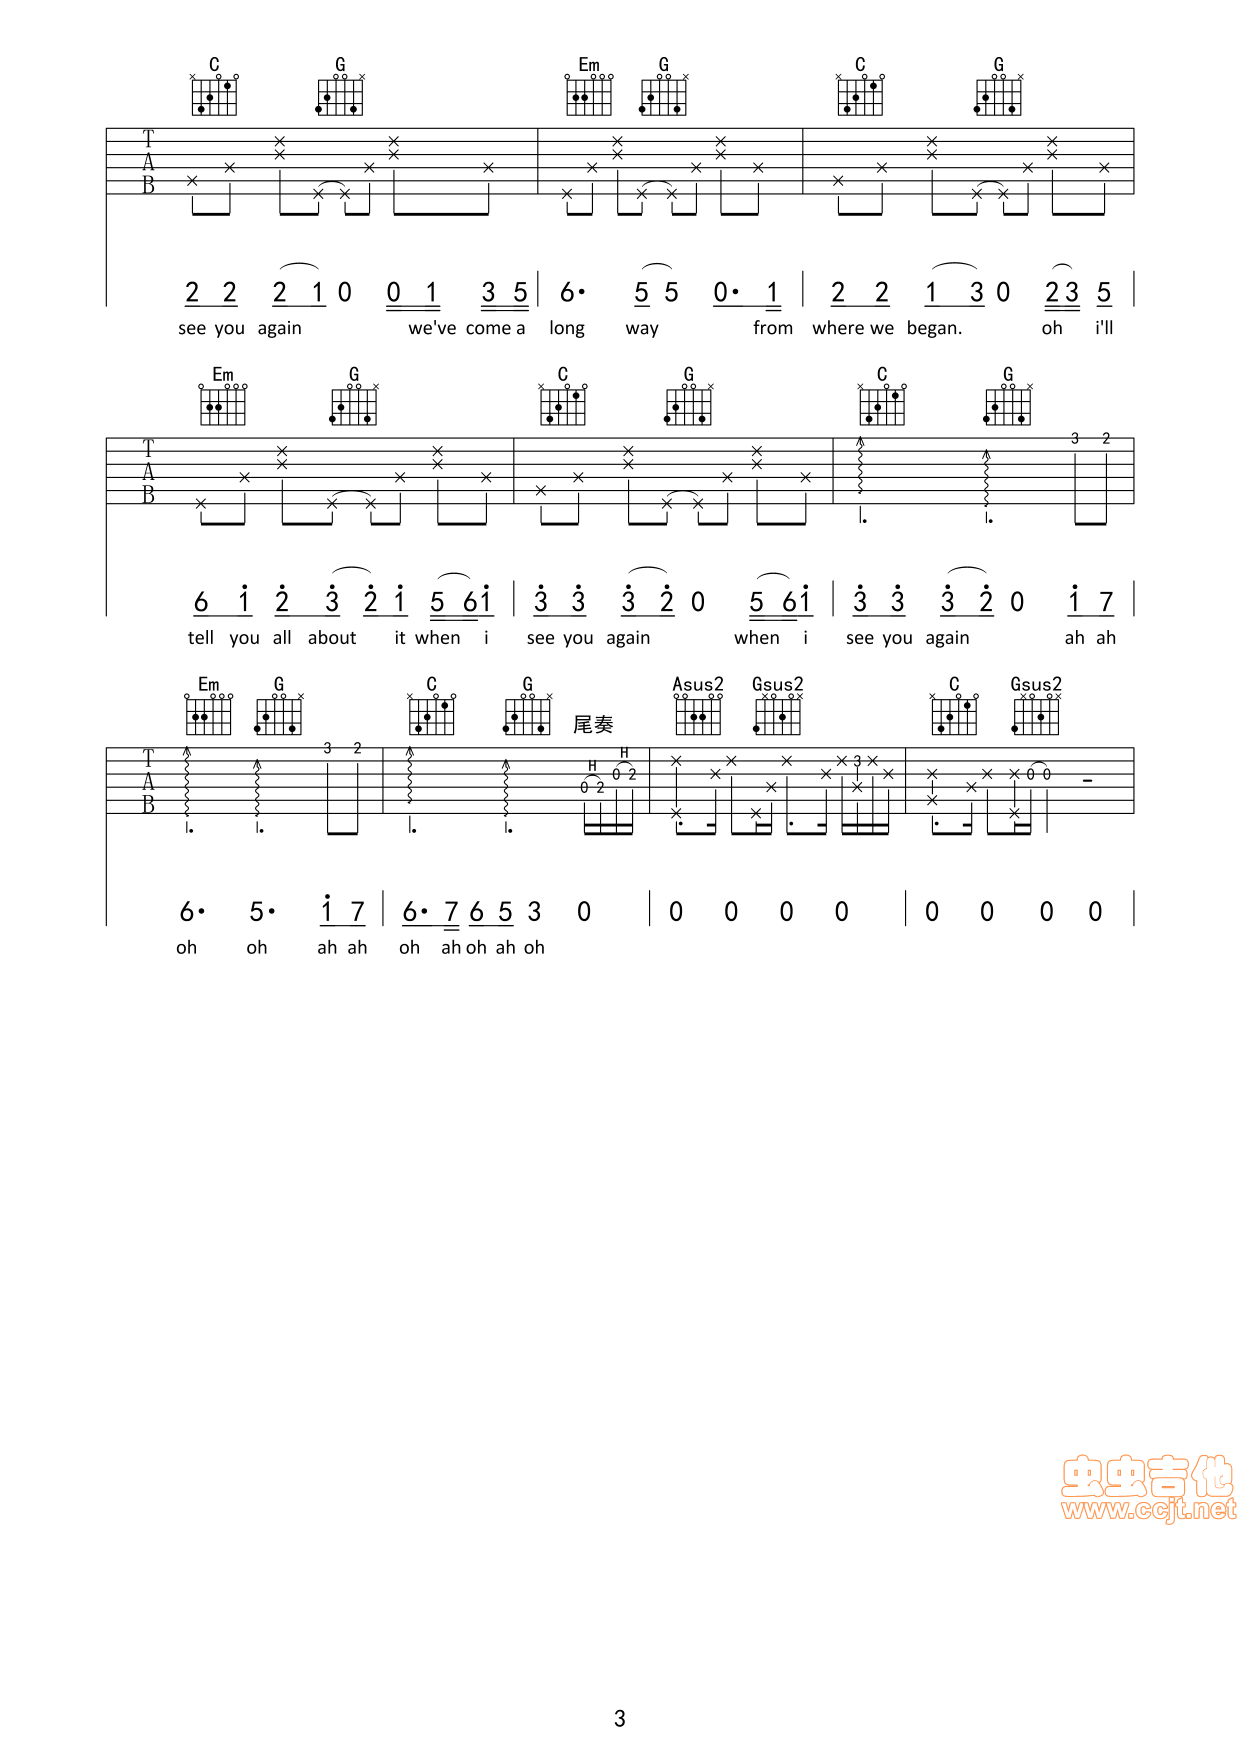 C G Em G C G
T
A
B
2 2 2 1 0 0 1 3 5 6· 5 5 0· 1 2 2 1 3 0 2 3 5
see you again we've come a long way from where we began. oh i'll
Em G C G C G
T 3 2
A
B
6 1 2 3 2 1 5 6 1 3 3 3 2 0 5 6 1 3 3 3 2 0 1 7
tell you all about it when i see you again when i see you again ah ah
Em G C G Asus2 Gsus2 C Gsus2
尾奏
T 3 2 H 3
A H 0 2 0 0
B 0 2
6· 5· 1 7 6· 7 6 5 3 0 0 0 0 0 0 0 0 0
oh oh ah ah oh ah oh ah oh
虫虫吉他
www.ccjt.net
3